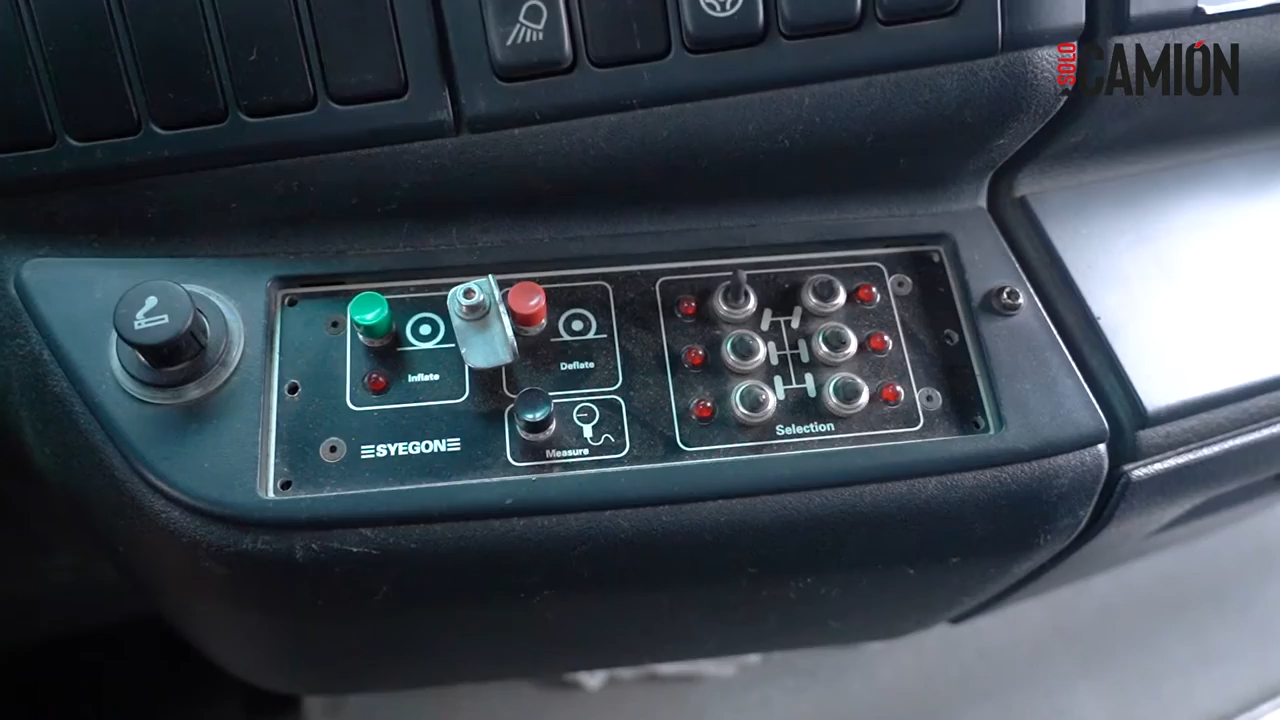 SOLO
CAMIÓN
Inflate
Deflate
SYEGON
Measure
Selection